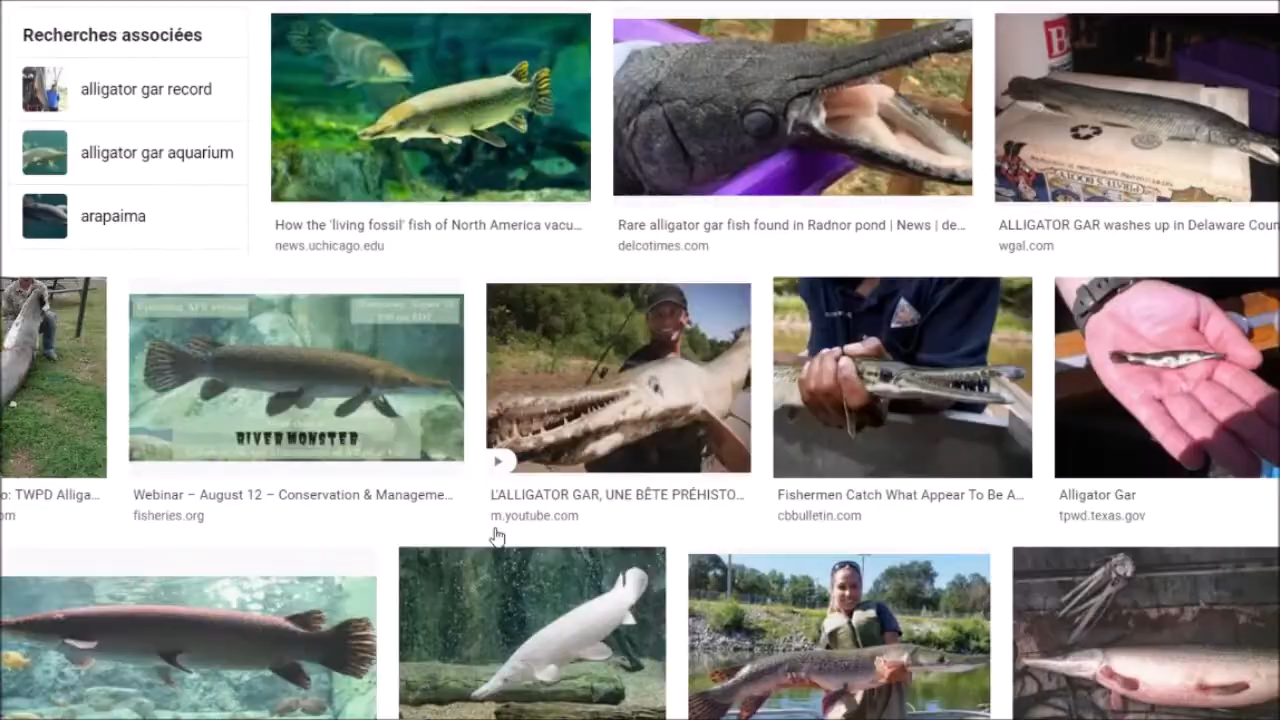 Recherches associées
alligator gar record
alligator gar aquarium
arapaima
How the 'living fossil' fish of North America vacu...
news.uchicago.edu
Rare alligator gar fish found in Radnor pond | News | de...
delcotimes.com
ALLIGATOR GAR washes up in Delaware Coun
wgal.com
RIVER MONSTER
o: TWPD Alliga...
om
Webinar – August 12 – Conservation & Manageme...
fisheries.org
L'ALLIGATOR GAR, UNE BÊTE PRÉHISTO...
m.youtube.com
Fishermen Catch What Appear To Be A...
cbbulletin.com
Alligator Gar
tpwd.texas.gov